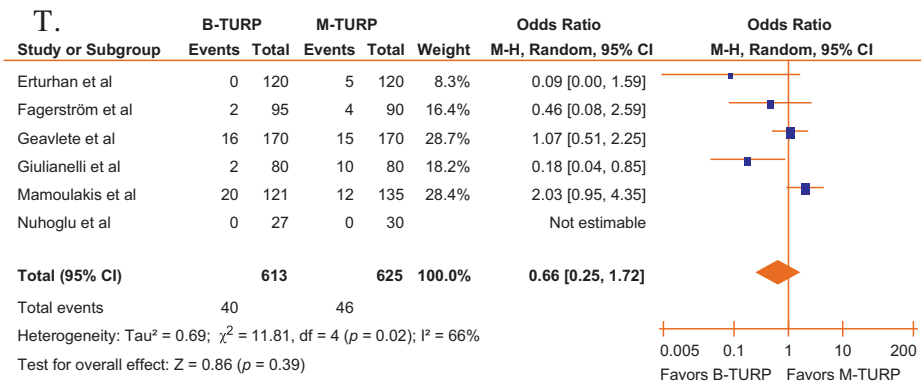 T.
B-TURP M-TURP Odds Ratio Odds Ratio
Study or Subgroup Events Total Events Total Weight M-H, Random, 95% CI M-H, Random, 95% CI
Erturhan et al 0 120 5 120 8.3% 0.09 [0.00, 1.59]
Fagerström et al 2 95 4 90 16.4% 0.46 [0.08, 2.59]
Geavlete et al 16 170 15 170 28.7% 1.07 [0.51, 2.25]
Giulianelli et al 2 80 10 80 18.2% 0.18 [0.04, 0.85]
Mamoulakis et al 20 121 12 135 28.4% 2.03 [0.95, 4.35]
Nuhoglu et al 0 27 0 30 Not estimable
Total (95% CI) 613 625 100.0% 0.66 [0.25, 1.72]
Total events 40 46
Heterogeneity: Tau² = 0.69; χ² = 11.81, df = 4 (p = 0.02); I² = 66%
Test for overall effect: Z = 0.86 (p = 0.39)
0.005 0.1 1 10 200
Favors B-TURP Favors M-TURP